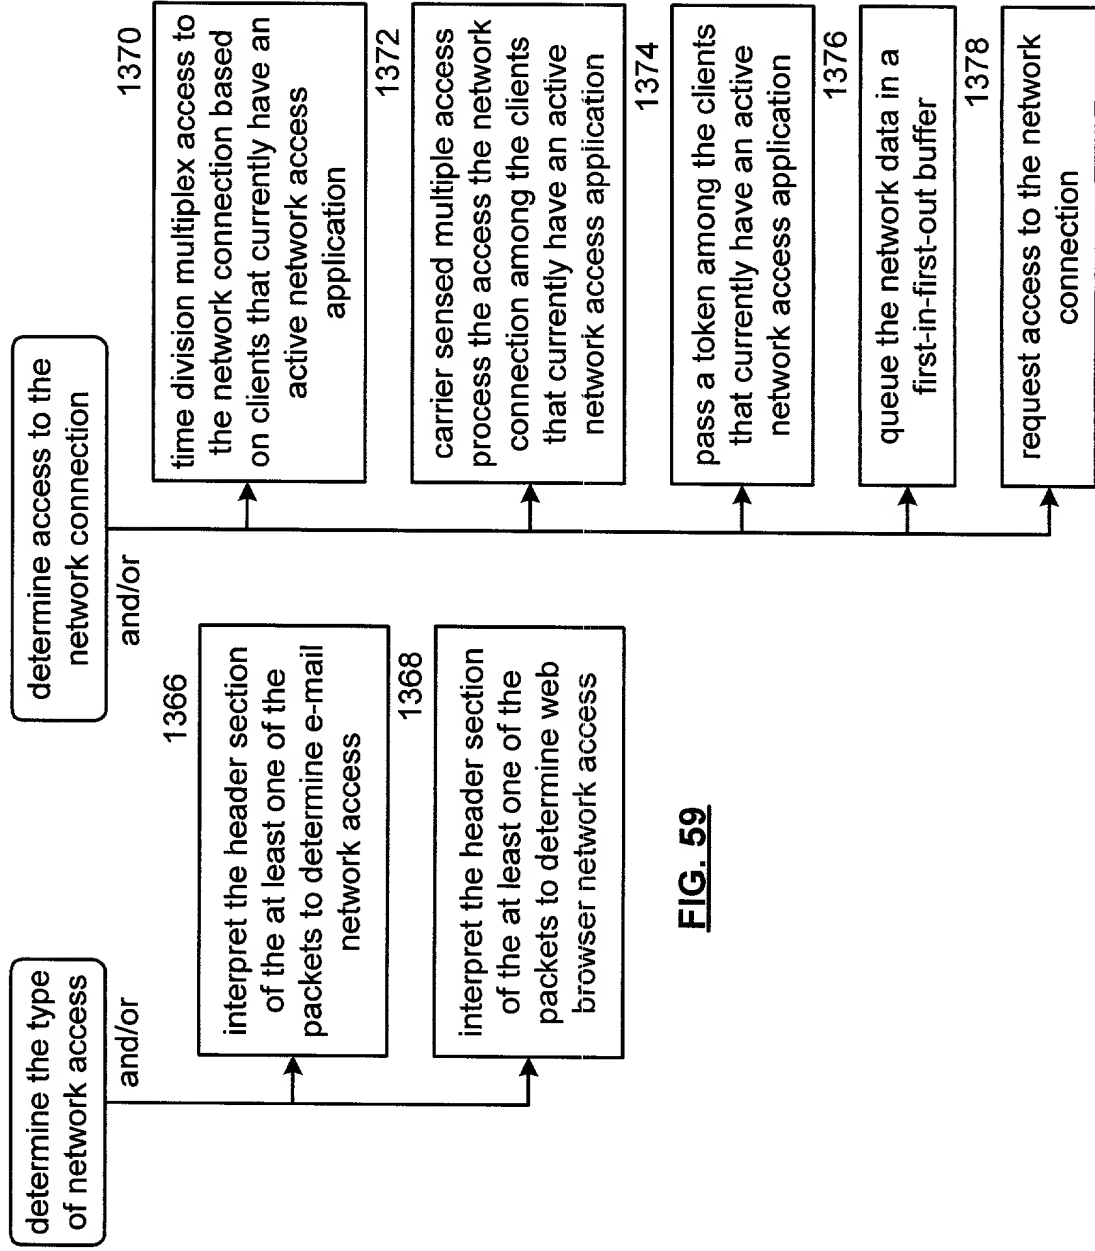 determine the type
of network access
and/or
1366
interpret the header section
of the at least one of the
packets to determine e-mail
network access
1368
interpret the header section
of the at least one of the
packets to determine web
browser network access
determine access to the
network connection
and/or
1370
time division multiplex access to
the network connection based
on clients that currently have an
active network access
application
1372
carrier sensed multiple access
process the access the network
connection among the clients
that currently have an active
network access application
1374
pass a token among the clients
that currently have an active
network access application
1376
queue the network data in a
first-in-first-out buffer
1378
request access to the network
connection
FIG. 59